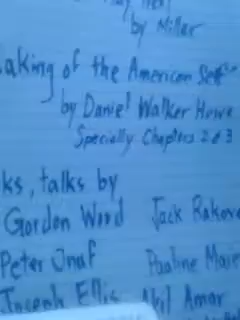 by Miller
aking of the American Self
by Daniel Walker Howe
Specially Chapters 2 & 3
ks, talks by
Gordon Wood Jack Rakove
Peter Onuf Pauline Maie
Joseph Ellis Akil Amar